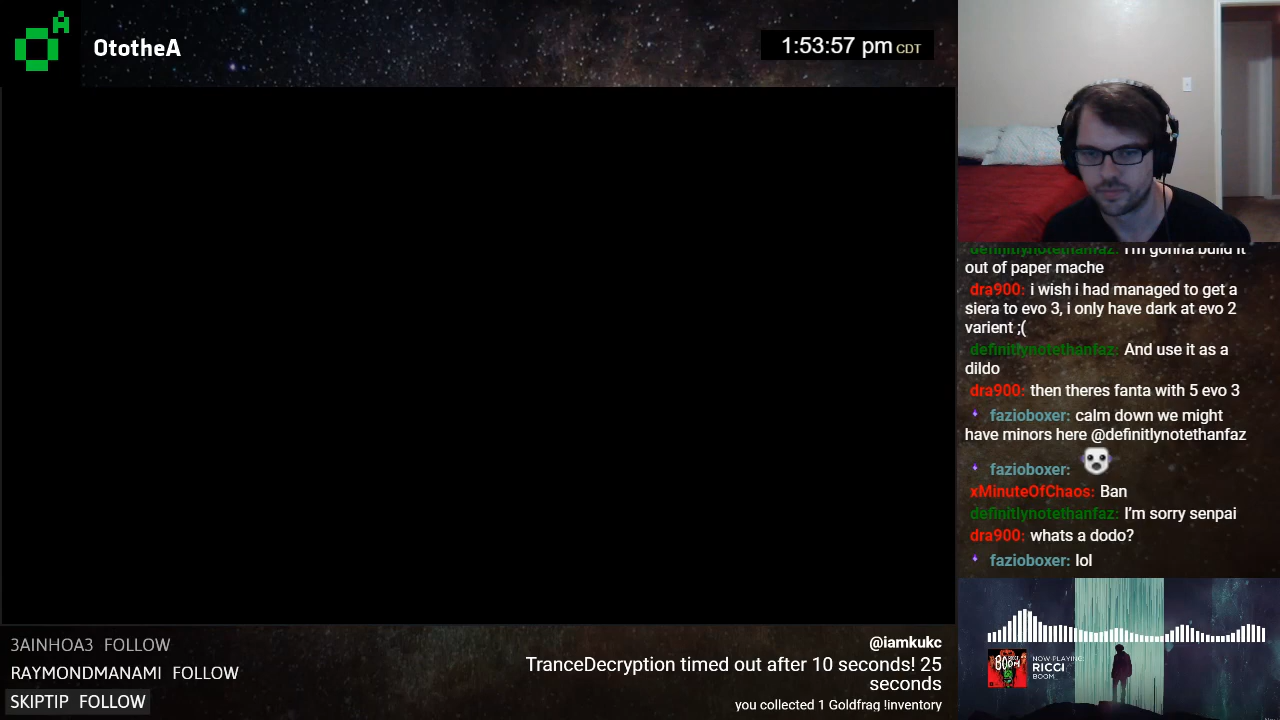 OtotheA
1:53:57 pm CDT
definitlynotethanfaz: I'm gonna build it
out of paper mache
dra900: i wish i had managed to get a
siera to evo 3, i only have dark at evo 2
varient ;(
definitlynotethanfaz: And use it as a
dildo
dra900: then theres fanta with 5 evo 3
fazioboxer: calm down we might
have minors here @definitlynotethanfaz
fazioboxer:
xMinuteOfChaos: Ban
definitlynotethanfaz: I'm sorry senpai
dra900: whats a dodo?
fazioboxer: lol
3AINHOA3 FOLLOW
RAYMONDMANAMI FOLLOW
SKIPTIP FOLLOW
@iamkukc
TranceDecryption timed out after 10 seconds! 25
seconds
you collected 1 Goldfrag !inventory
BOOM
NOW PLAYING:
RICCI
BOOM